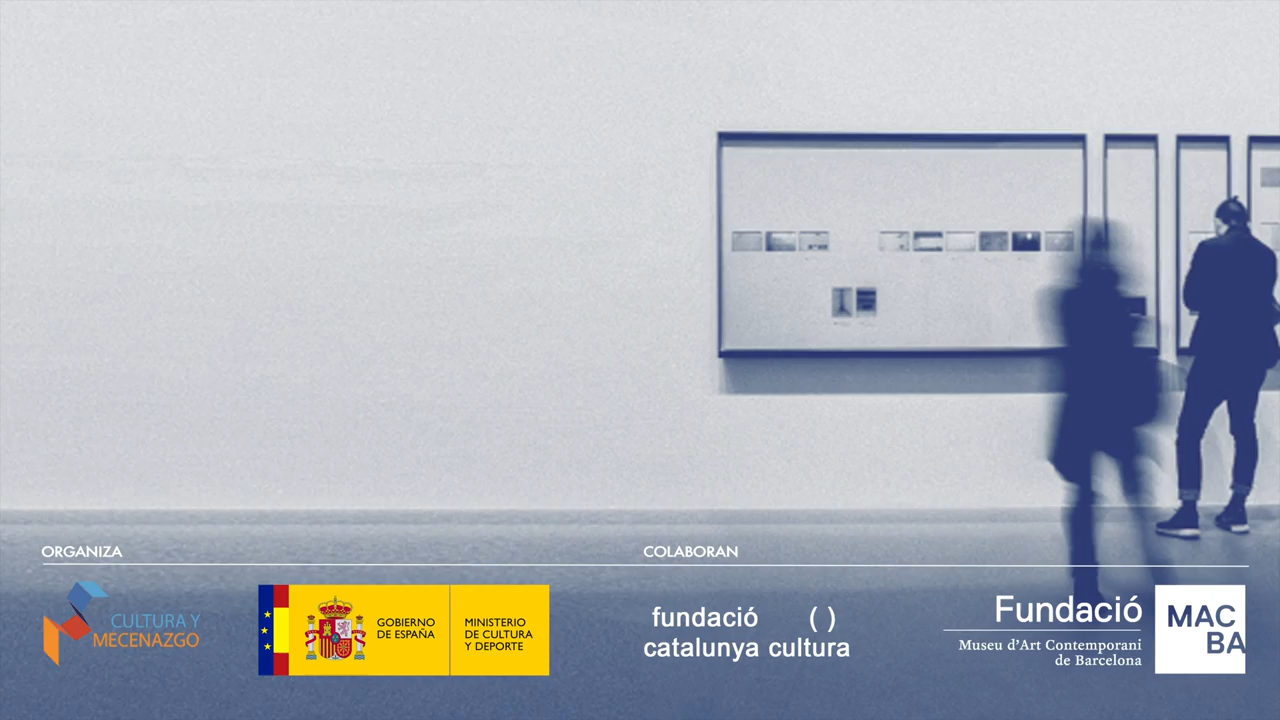 ORGANIZA
COLABORAN
CULTURA Y
MECENAZGO
GOBIERNO
DE ESPAÑA
MINISTERIO
DE CULTURA
Y DEPORTE
fundació ( )
catalunya cultura
Fundació
Museu d'Art Contemporani
de Barcelona
MAC
BA